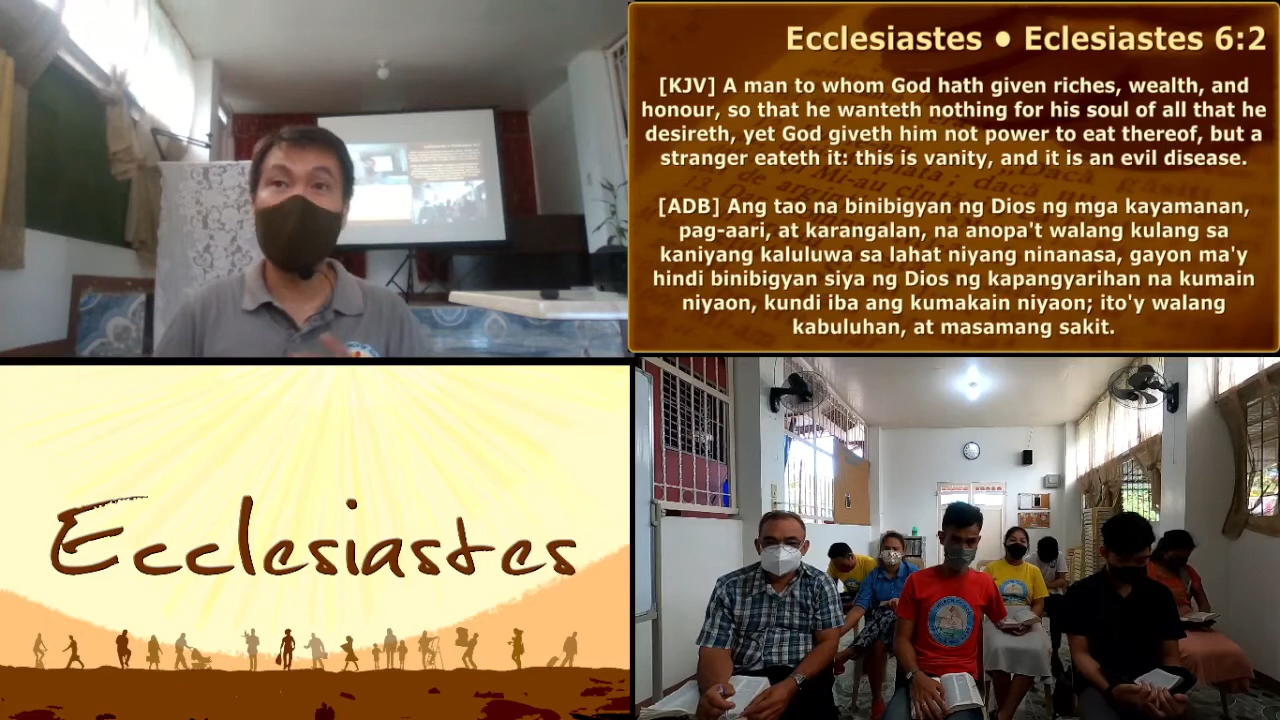 Ecclesiastes • Eclesiastes 6:2
[KJV] A man to whom God hath given riches, wealth, and
honour, so that he wanteth nothing for his soul of all that he
desireth, yet God giveth him not power to eat thereof, but a
stranger eateth it: this is vanity, and it is an evil disease.
[ADB] Ang tao na binibigyan ng Dios ng mga kayamanan,
pag-aari, at karangalan, na anopa't walang kulang sa
kaniyang kaluluwa sa lahat niyang ninanasa, gayon ma'y
hindi binibigyan siya ng Dios ng kapangyarihan na kumain
niyaon, kundi iba ang kumakain niyaon; ito'y walang
kabuluhan, at masamang sakit.
Ecclesiastes